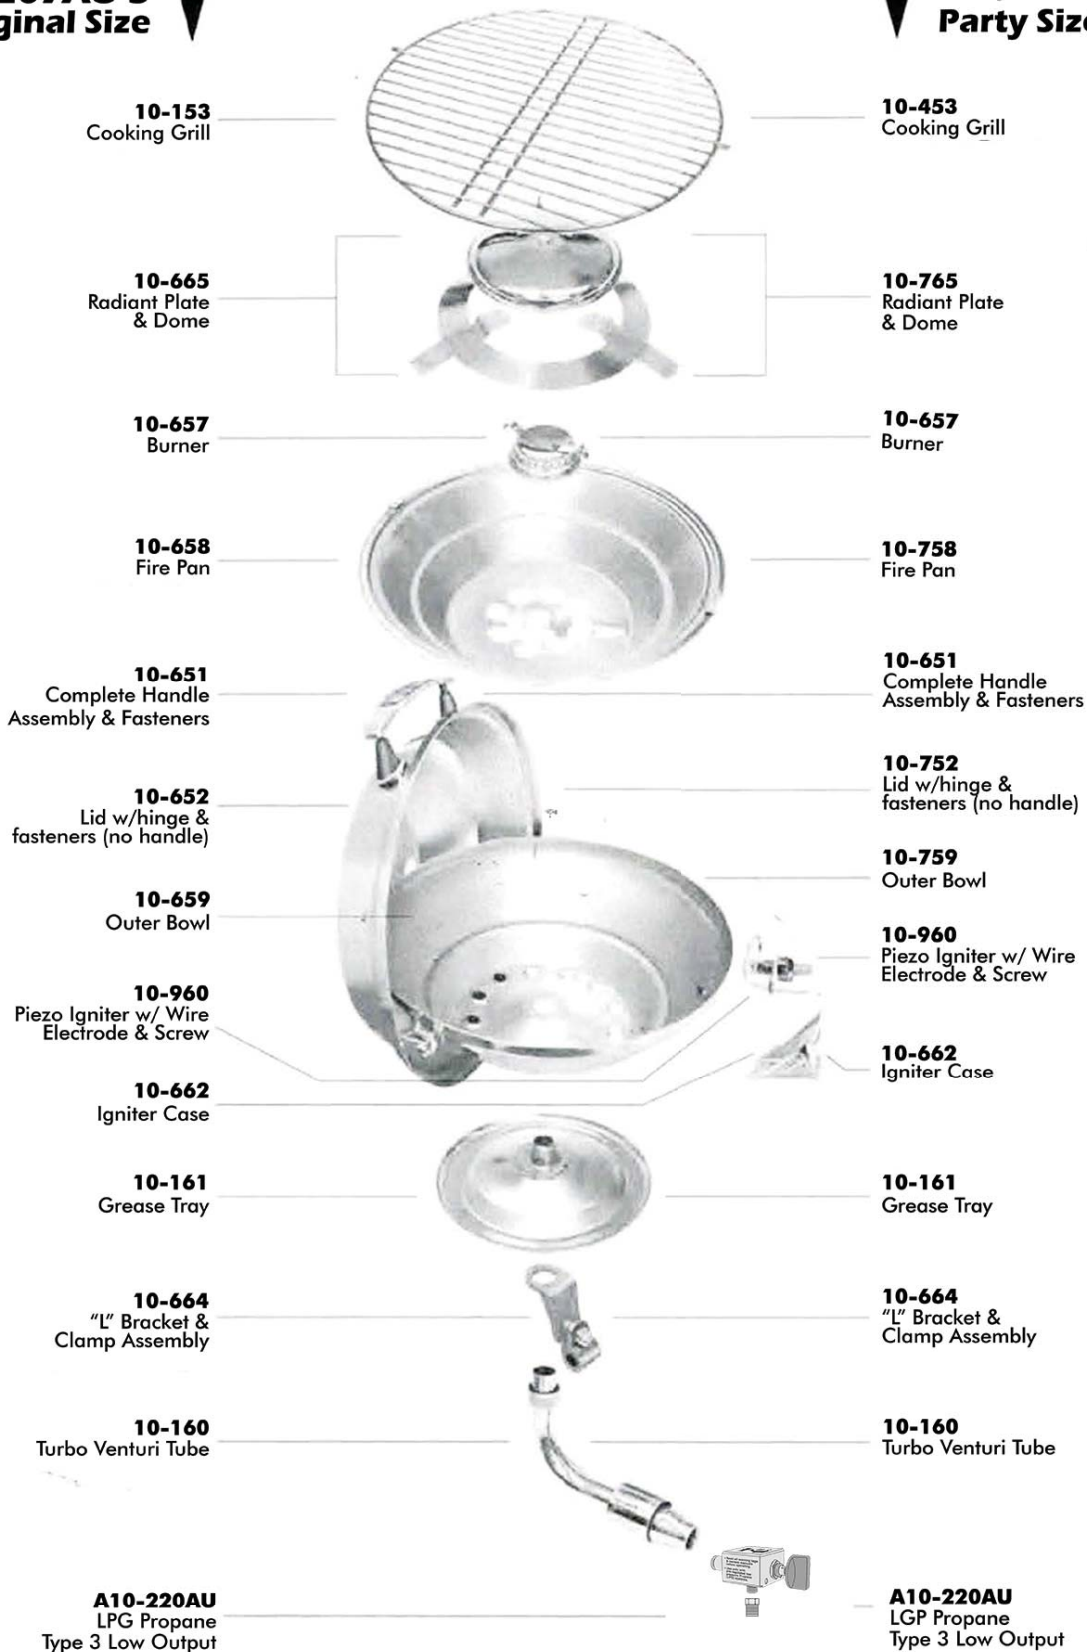 Original Size
Party Size
10-153
Cooking Grill
10-453
Cooking Grill
10-665
Radiant Plate
& Dome
10-765
Radiant Plate
& Dome
10-657
Burner
10-657
Burner
10-658
Fire Pan
10-758
Fire Pan
10-651
Complete Handle
Assembly & Fasteners
10-651
Complete Handle
Assembly & Fasteners
10-652
Lid w/hinge &
fasteners (no handle)
10-752
Lid w/hinge &
fasteners (no handle)
10-659
Outer Bowl
10-759
Outer Bowl
10-960
Piezo Igniter w/ Wire
Electrode & Screw
10-960
Piezo Igniter w/ Wire
Electrode & Screw
10-662
Igniter Case
10-662
Igniter Case
10-161
Grease Tray
10-161
Grease Tray
10-664
“L” Bracket &
Clamp Assembly
10-664
“L” Bracket &
Clamp Assembly
10-160
Turbo Venturi Tube
10-160
Turbo Venturi Tube
A10-220AU
LPG Propane
Type 3 Low Output
A10-220AU
LGP Propane
Type 3 Low Output